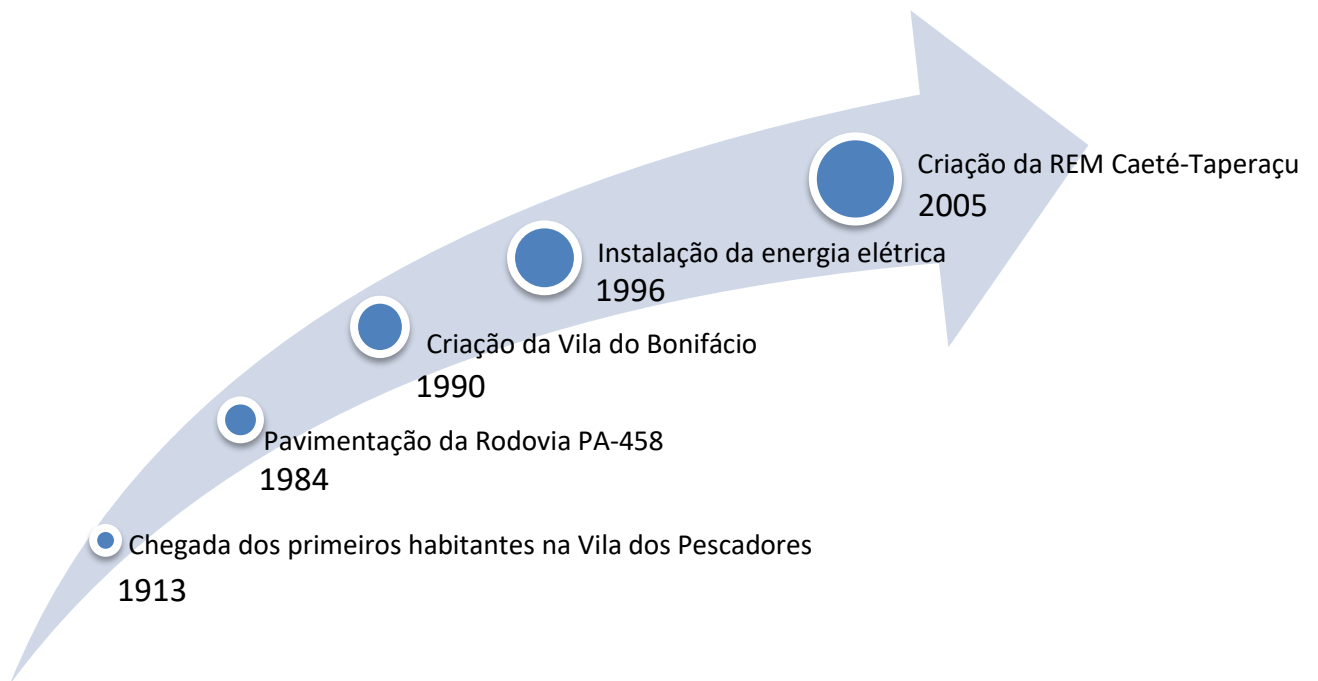 Criação da REM Caeté-Taperaçu
2005
Instalação da energia elétrica
1996
Criação da Vila do Bonifácio
1990
Pavimentação da Rodovia PA-458
1984
Chegada dos primeiros habitantes na Vila dos Pescadores
1913